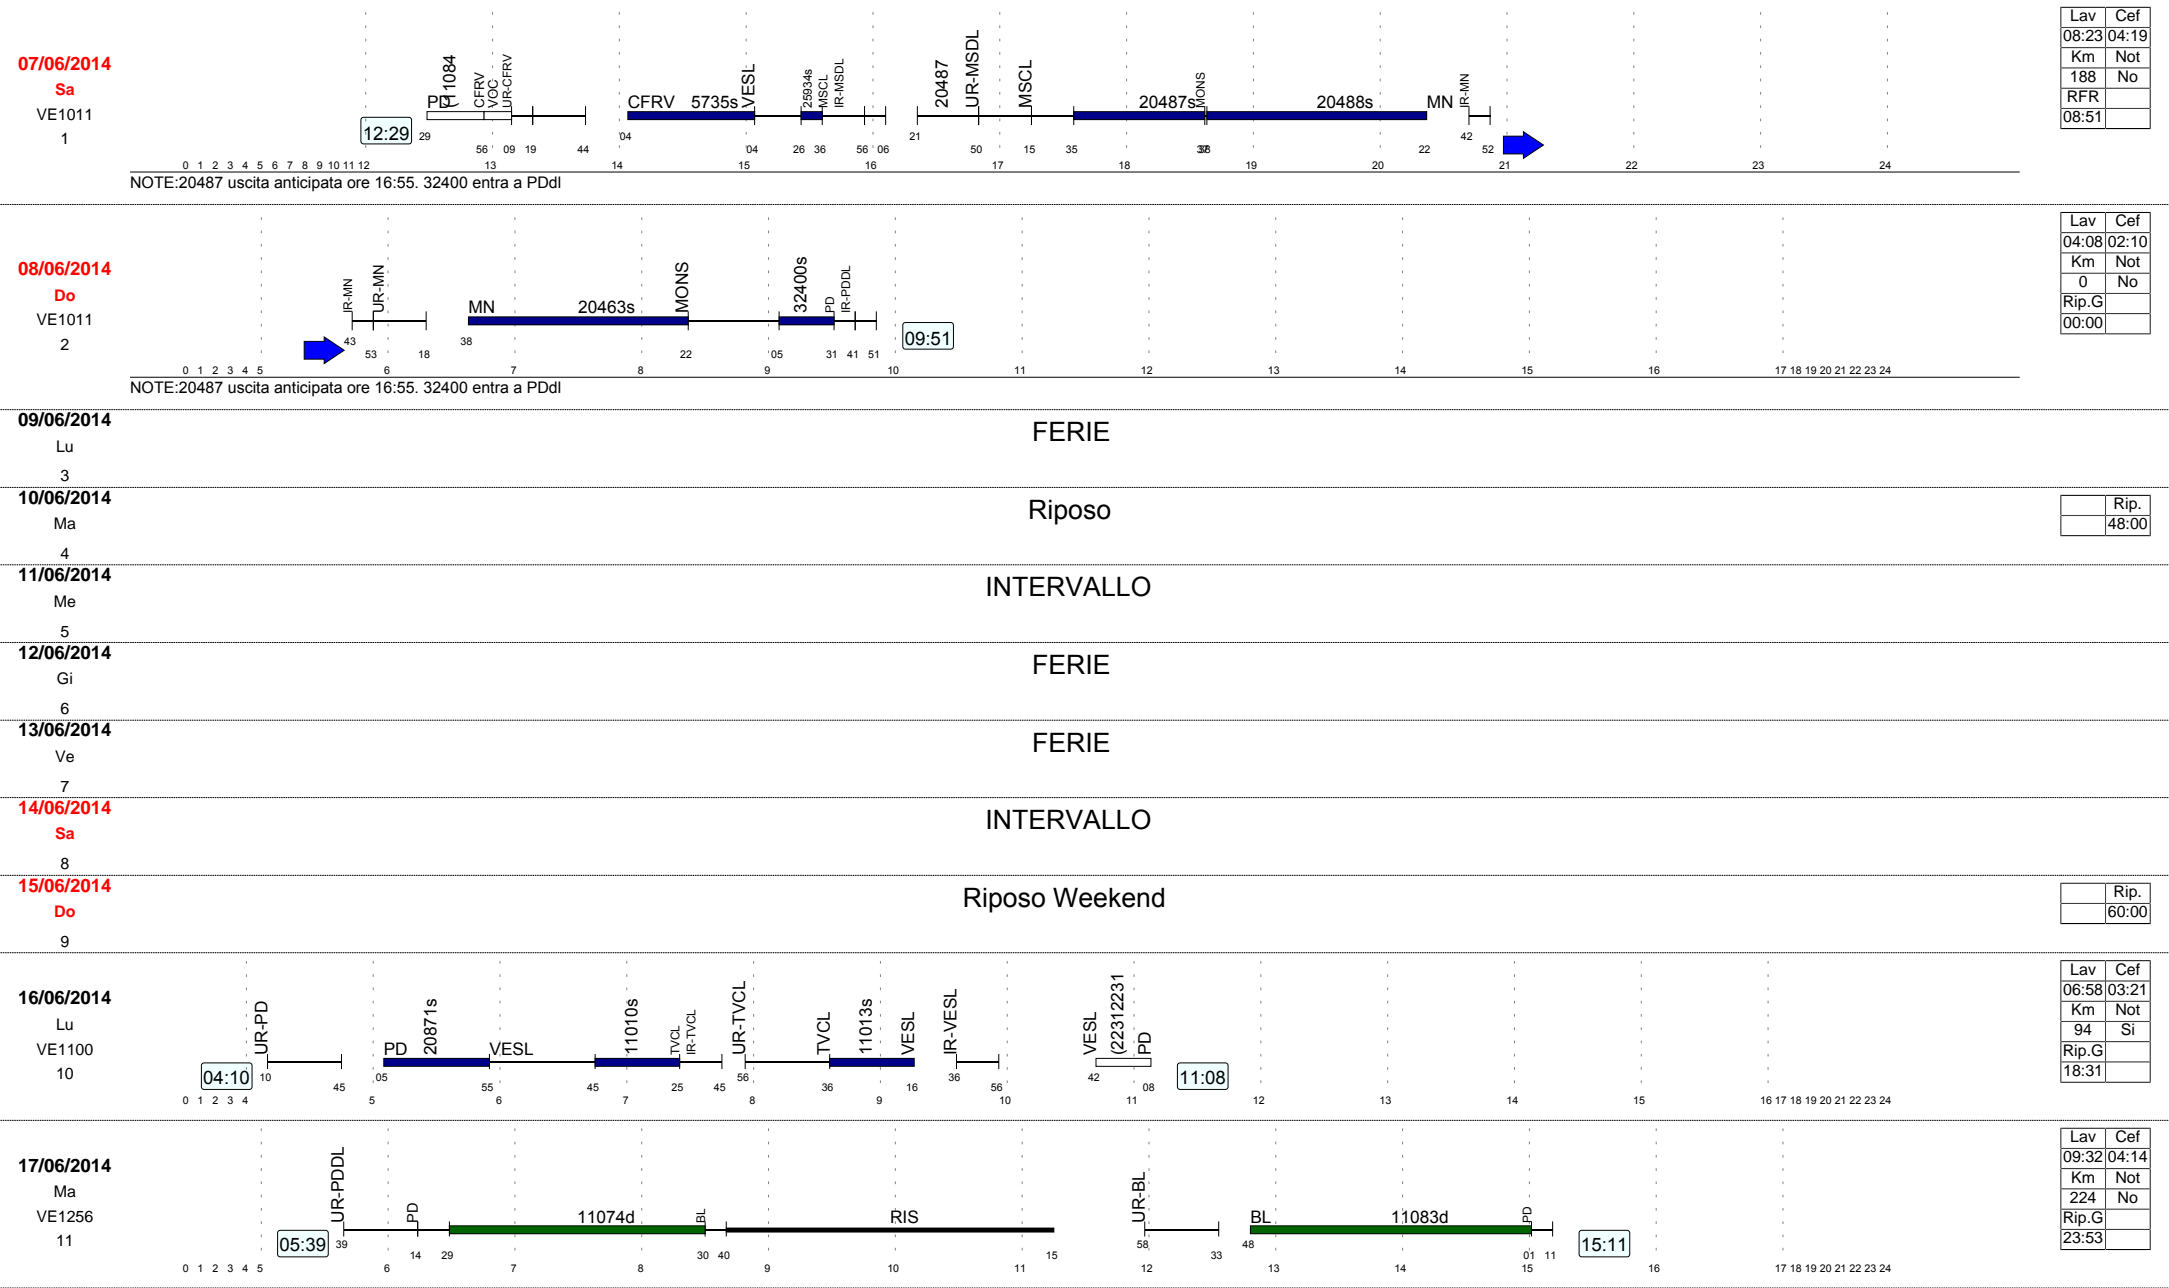 07/06/2014
Sa
VE1011
1
12:29
PD (11084 CFRV VOC UR-CFRV CFRV 5735s VESL 25934s MSCL IR-MSDL 20487 UR-MSDL MSCL 20487s MONS 20488s MN IR-MN
29 56 09 19 44 04 04 26 36 56 06 21 50 15 35 37 38 22 42 52
0 1 2 3 4 5 6 7 8 9 10 11 12 13 14 15 16 17 18 19 20 21 22 23 24
NOTE:20487 uscita anticipata ore 16:55. 32400 entra a PDdl
Lav Cef
08:23 04:19
Km Not
188 No
RFR
08:51
08/06/2014
Do
VE1011
2
IR-MN UR-MN MN 20463s MONS 32400s PD IR-PDDL
43 53 18 38 22 05 31 41 51
09:51
0 1 2 3 4 5 6 7 8 9 10 11 12 13 14 15 16 17 18 19 20 21 22 23 24
NOTE:20487 uscita anticipata ore 16:55. 32400 entra a PDdl
Lav Cef
04:08 02:10
Km Not
0 No
Rip.G
00:00
09/06/2014
Lu
3
FERIE
10/06/2014
Ma
4
Riposo
Rip.
48:00
11/06/2014
Me
5
INTERVALLO
12/06/2014
Gi
6
FERIE
13/06/2014
Ve
7
FERIE
14/06/2014
Sa
8
INTERVALLO
15/06/2014
Do
9
Riposo Weekend
Rip.
60:00
16/06/2014
Lu
VE1100
10
04:10
UR-PD PD 20871s VESL 11010s TVCL IR-TVCL UR-TVCL TVCL 11013s VESL IR-VESL VESL (22312231 PD
10 45 05 55 45 25 45 56 36 16 36 56 42 08
11:08
0 1 2 3 4 5 6 7 8 9 10 11 12 13 14 15 16 17 18 19 20 21 22 23 24
Lav Cef
06:58 03:21
Km Not
94 Si
Rip.G
18:31
17/06/2014
Ma
VE1256
11
05:39
UR-PDDL PD 11074d BL RIS UR-BL BL 11083d PD
39 14 29 30 40 15 58 33 48 01 11
15:11
0 1 2 3 4 5 6 7 8 9 10 11 12 13 14 15 16 17 18 19 20 21 22 23 24
Lav Cef
09:32 04:14
Km Not
224 No
Rip.G
23:53